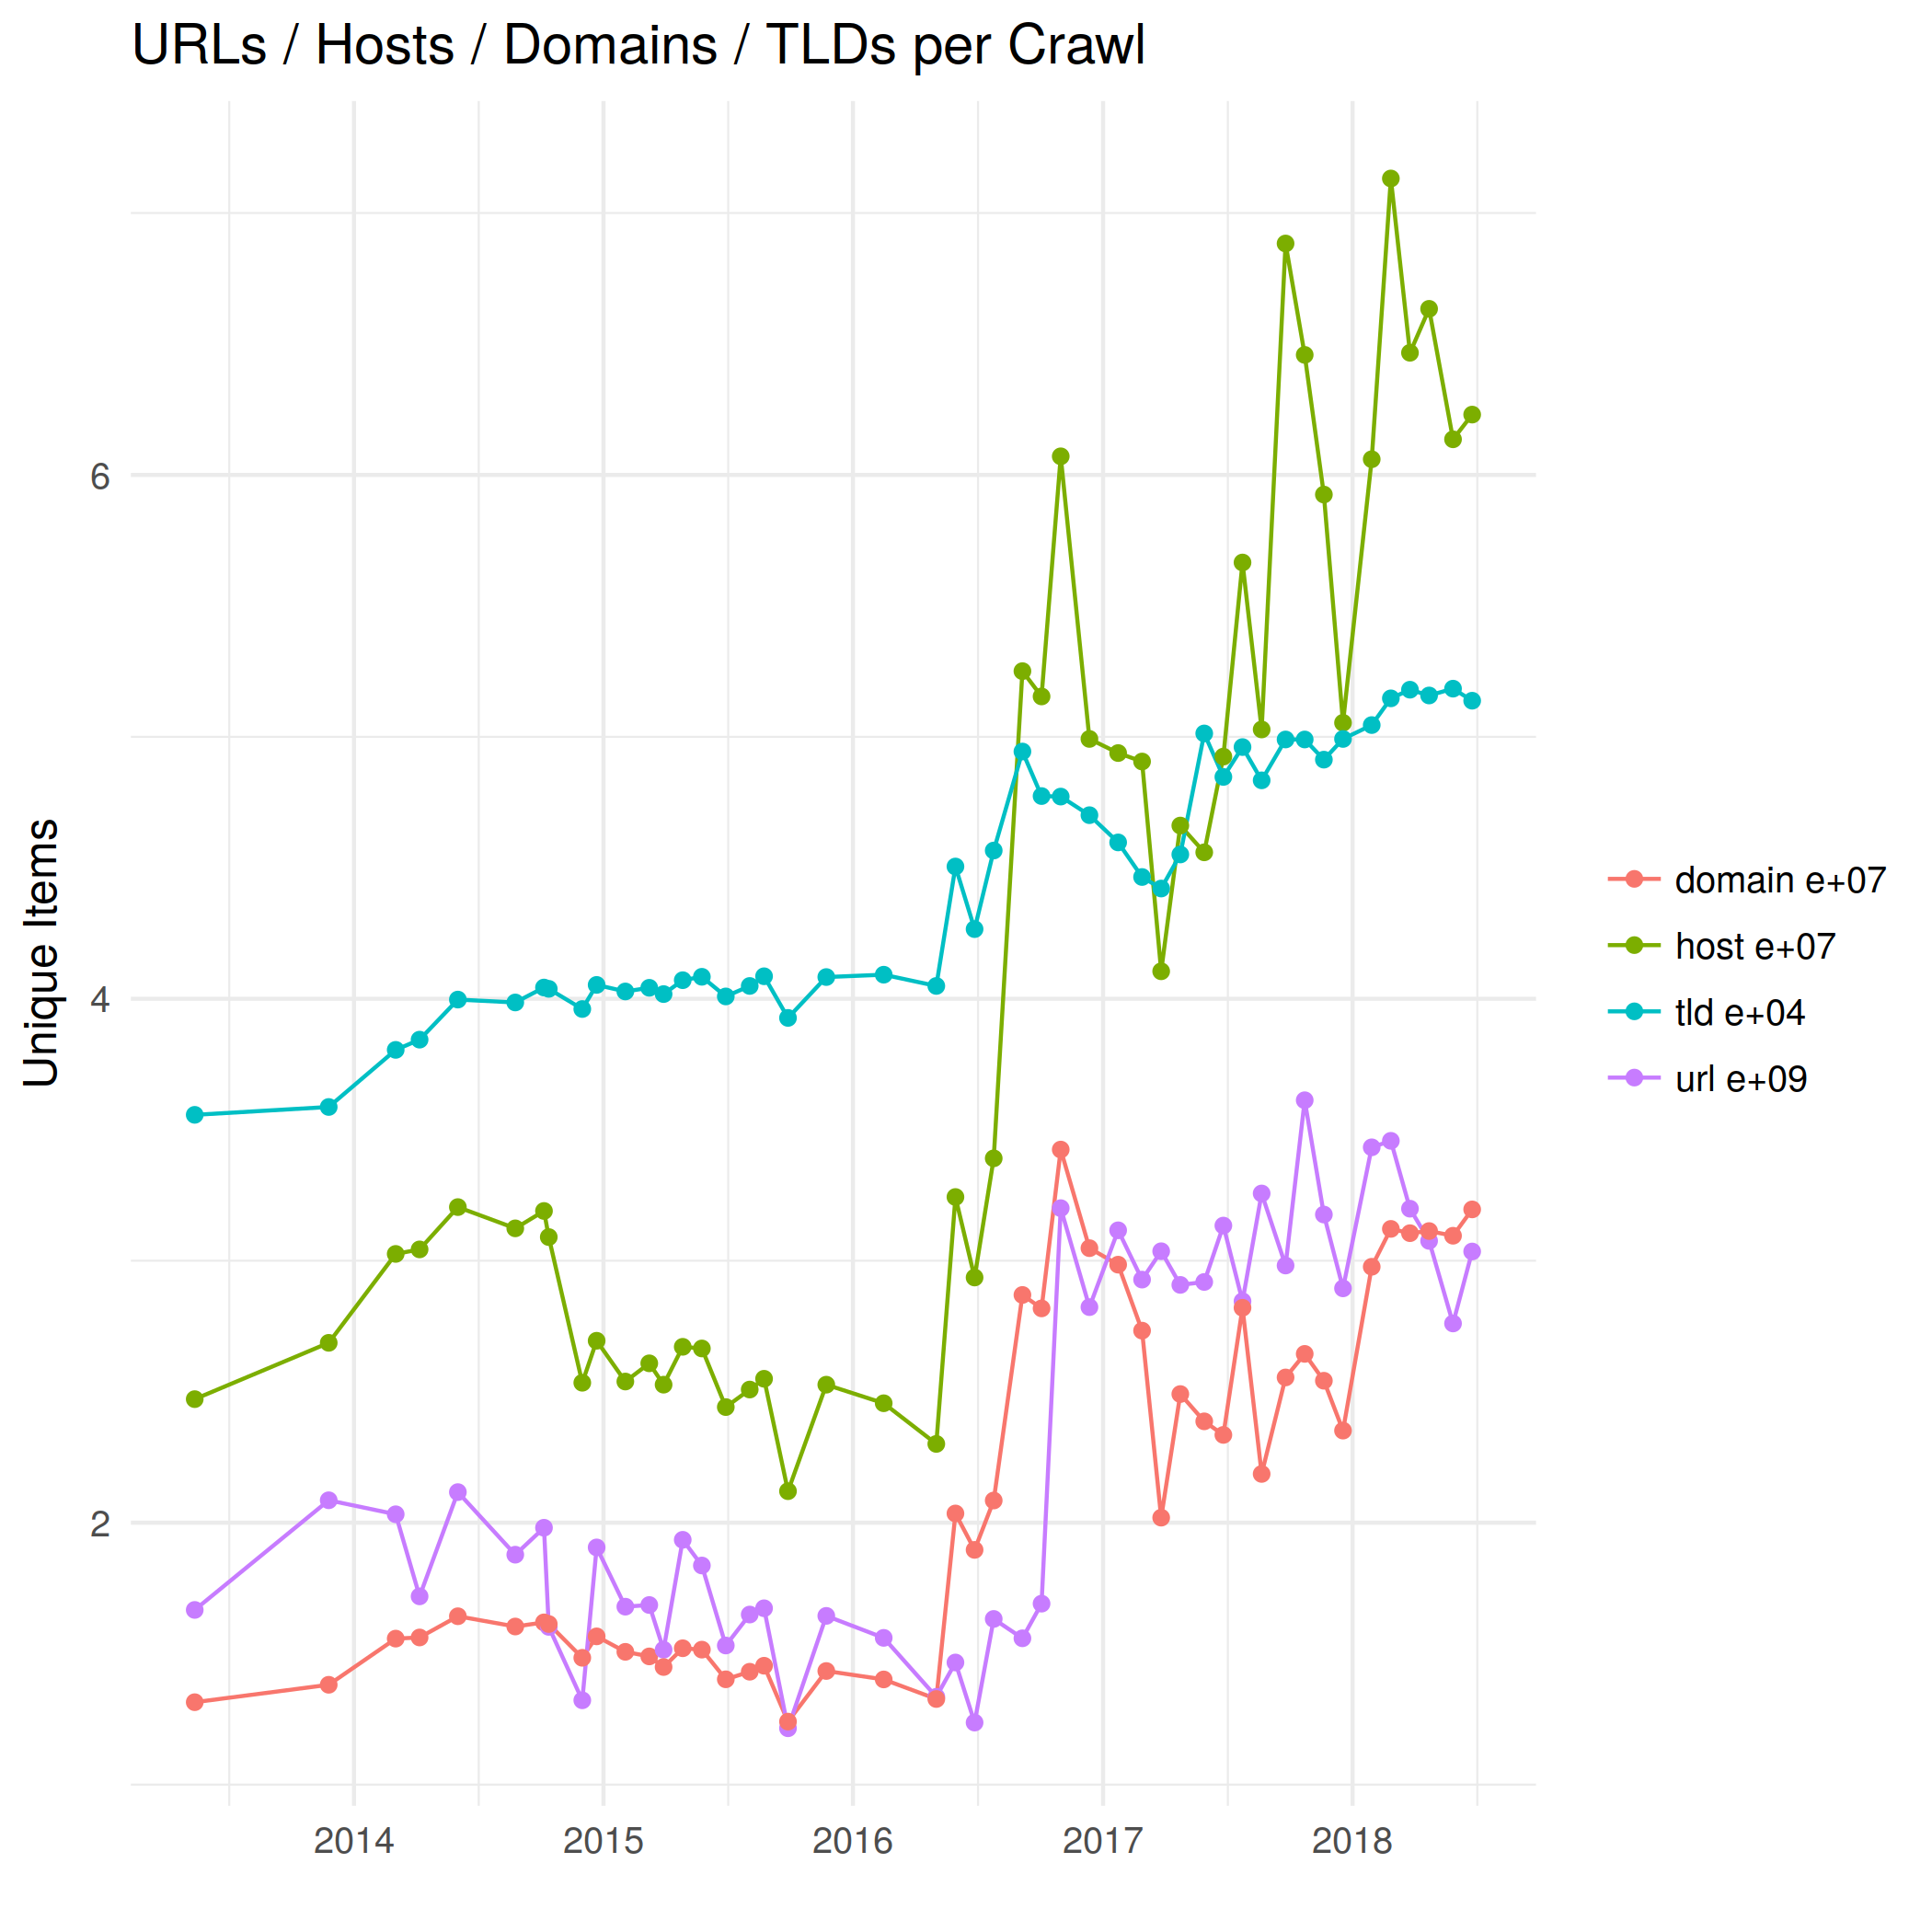 URLs / Hosts / Domains / TLDs per Crawl
Unique Items
6
4
2
2014
2015
2016
2017
2018
domain e+07
host e+07
tld e+04
url e+09